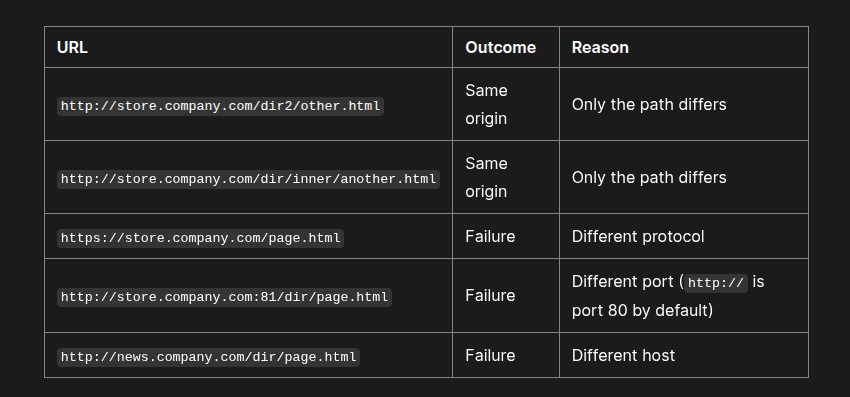 URL Outcome Reason
http://store.company.com/dir2/other.html Same origin Only the path differs
http://store.company.com/dir/inner/another.html Same origin Only the path differs
https://store.company.com/page.html Failure Different protocol
http://store.company.com:81/dir/page.html Failure Different port (http:// is port 80 by default)
http://news.company.com/dir/page.html Failure Different host